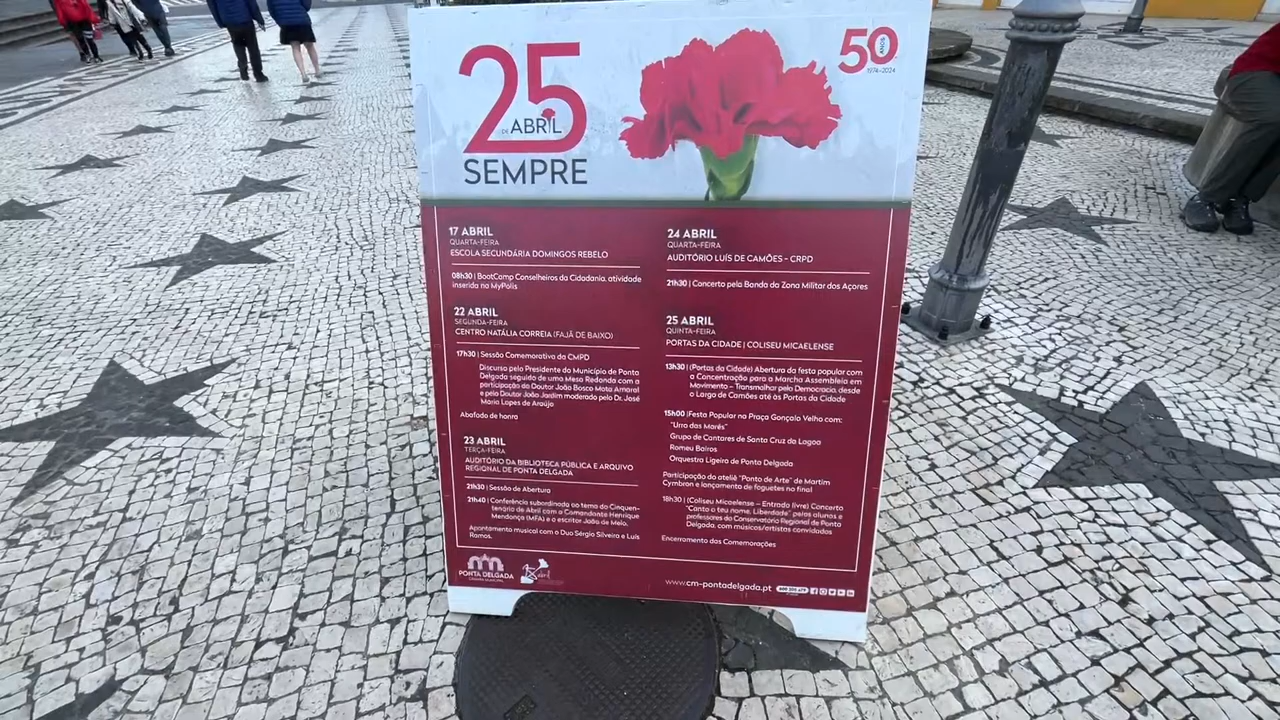 25
DE ABRIL
SEMPRE
50
ANOS
1974-2024
17 ABRIL
QUARTA-FEIRA
ESCOLA SECUNDÁRIA DOMINGOS REBELO
08h30 | BootCamp Conselheiros da Cidadania, atividade
inserida na MyPolis
22 ABRIL
SEGUNDA-FEIRA
CENTRO NATÁLIA CORREIA (FAJÃ DE BAIXO)
17h30 | Sessão Comemorativa da CMPD
Discurso pelo Presidente do Município de Ponta
Delgada seguido de uma Mesa Redonda com a
participação do Doutor João Bosco Mota Amaral
e pelo Doutor João Jardim moderado pelo Dr. José
Maria Lopes de Araújo.
Abafado de honra
23 ABRIL
TERÇA-FEIRA
AUDITÓRIO DA BIBLIOTECA PÚBLICA E ARQUIVO
REGIONAL DE PONTA DELGADA
21h30 | Sessão de Abertura
21h40 | Conferência subordinada ao tema do Cinquen-
tenário de Abril com a Comandante Henrique
Mendonça (MFA) e o escritor João de Melo.
Apontamento musical com o Duo Sérgio Silveira e Luís
Ramos.
24 ABRIL
QUARTA-FEIRA
AUDITÓRIO LUÍS DE CAMÕES - CRPD
21h30 | Concerto pela Banda da Zona Militar dos Açores
25 ABRIL
QUINTA-FEIRA
PORTAS DA CIDADE | COLISEU MICAELENSE
13h30 | (Portas da Cidade) Abertura da festa popular com
a Concentração para a Marcha Assembleia em
Movimento – Transmalhar pela Democracia, desde
o Largo de Camões até às Portas da Cidade
15h00 | Festa Popular na Praça Gonçalo Velho com:
"Urro das Marés"
Grupo de Cantares de Santa Cruz da Lagoa
Romeu Bairos
Orquestra Ligeira de Ponta Delgada
Participação do ateliê "Ponto de Arte" de Martim
Cymbron e lançamento de foguetes no final
18h30 | (Coliseu Micaelense – Entrada livre) Concerto
"Canto o teu nome, Liberdade" pelos alunos e
professores do Conservatório Regional de Ponta
Delgada, com músicos/artistas convidados
Encerramento das Comemorações
PONTA DELGADA
CÂMARA MUNICIPAL
www.cm-pontadelgada.pt